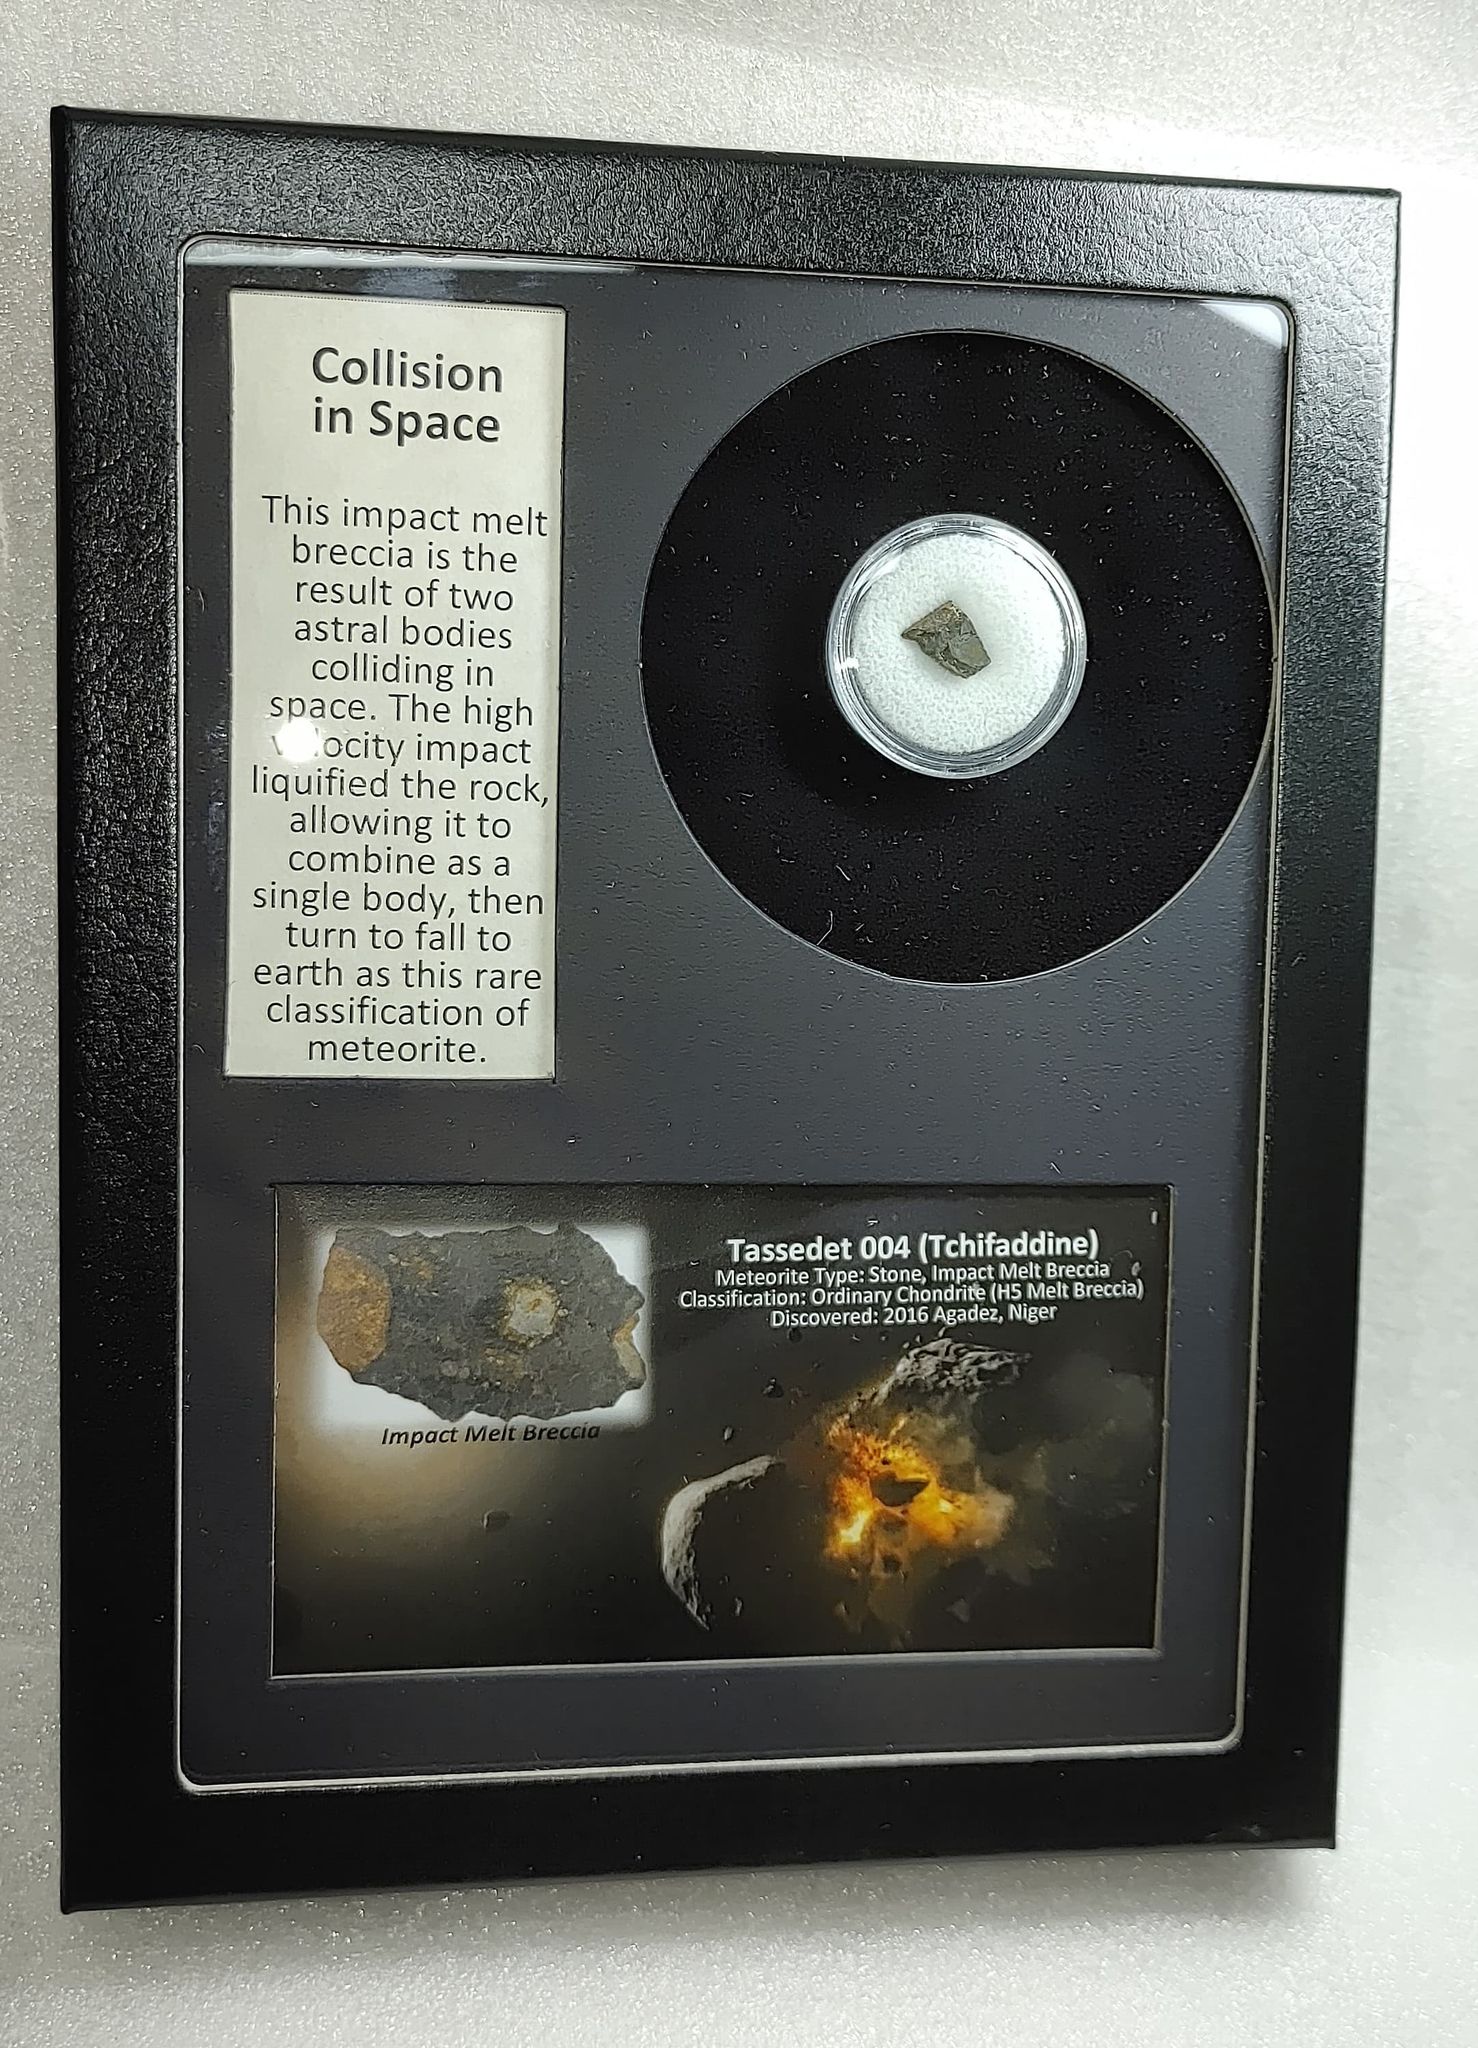 Collision
in Space
This impact melt
breccia is the
result of two
astral bodies
colliding in
space. The high
impact
liquified the rock,
allowing it to
combine as a
single body, then
turn to fall to
earth as this rare
classification of
meteorite.
Tassedet 004 (Tchifaddine)
Meteorite Type: Stone, Impact Melt Breccia
Classification: Ordinary Chondrite (H5 Melt Breccia)
Discovered: 2016 Agadez, Niger
Impact Melt Breccia